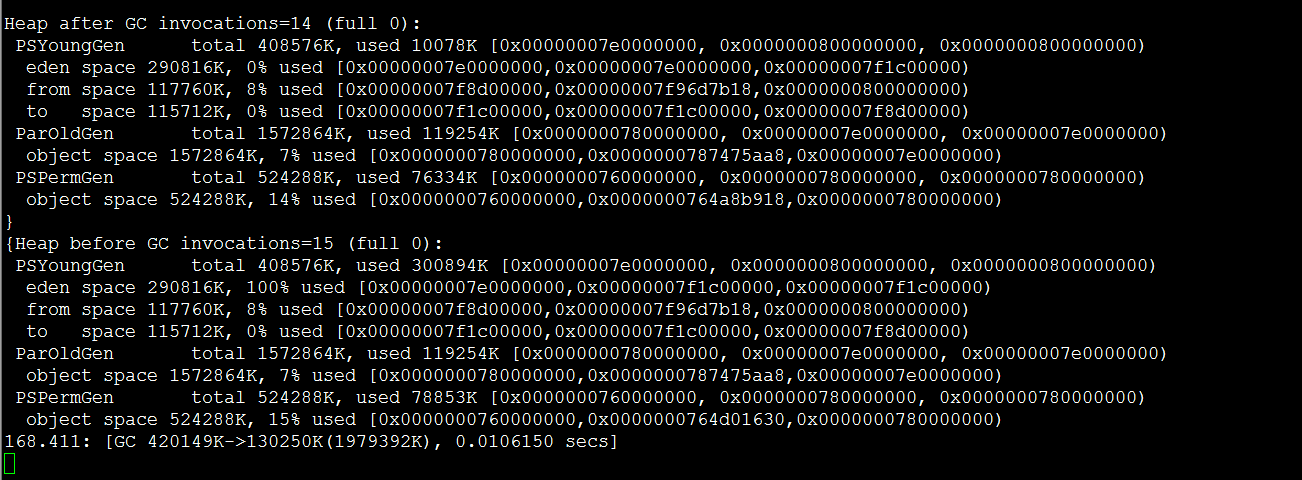 Heap after GC invocations=14 (full 0):
 PSYoungGen      total 408576K, used 10078K [0x00000007e0000000, 0x0000000800000000, 0x0000000800000000)
  eden space 290816K, 0% used [0x00000007e0000000,0x00000007e0000000,0x00000007f1c00000)
  from space 117760K, 8% used [0x00000007f8d00000,0x00000007f96d7b18,0x0000000800000000)
  to   space 115712K, 0% used [0x00000007f1c00000,0x00000007f1c00000,0x00000007f8d00000)
 ParOldGen       total 1572864K, used 119254K [0x0000000780000000, 0x00000007e0000000, 0x00000007e0000000)
  object space 1572864K, 7% used [0x0000000780000000,0x0000000787475aa8,0x00000007e0000000)
 PSPermGen       total 524288K, used 76334K [0x0000000760000000, 0x0000000780000000, 0x0000000780000000)
  object space 524288K, 14% used [0x0000000760000000,0x0000000764a8b918,0x0000000780000000)
}
{Heap before GC invocations=15 (full 0):
 PSYoungGen      total 408576K, used 300894K [0x00000007e0000000, 0x0000000800000000, 0x0000000800000000)
  eden space 290816K, 100% used [0x00000007e0000000,0x00000007f1c00000,0x00000007f1c00000)
  from space 117760K, 8% used [0x00000007f8d00000,0x00000007f96d7b18,0x0000000800000000)
  to   space 115712K, 0% used [0x00000007f1c00000,0x00000007f1c00000,0x00000007f8d00000)
 ParOldGen       total 1572864K, used 119254K [0x0000000780000000, 0x00000007e0000000, 0x00000007e0000000)
  object space 1572864K, 7% used [0x0000000780000000,0x0000000787475aa8,0x00000007e0000000)
 PSPermGen       total 524288K, used 78853K [0x0000000760000000, 0x0000000780000000, 0x0000000780000000)
  object space 524288K, 15% used [0x0000000760000000,0x0000000764d01630,0x0000000780000000)
168.411: [GC 420149K->130250K(1979392K), 0.0106150 secs]